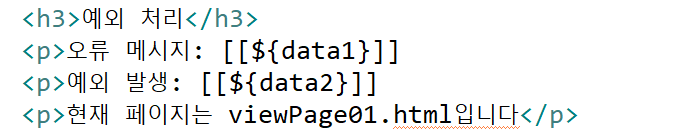 <h3>예외 처리</h3>
<p>오류 메시지: [[${data1}]]
<p>예외 발생: [[${data2}]]
<p>현재 페이지는 viewPage01.html입니다</p>